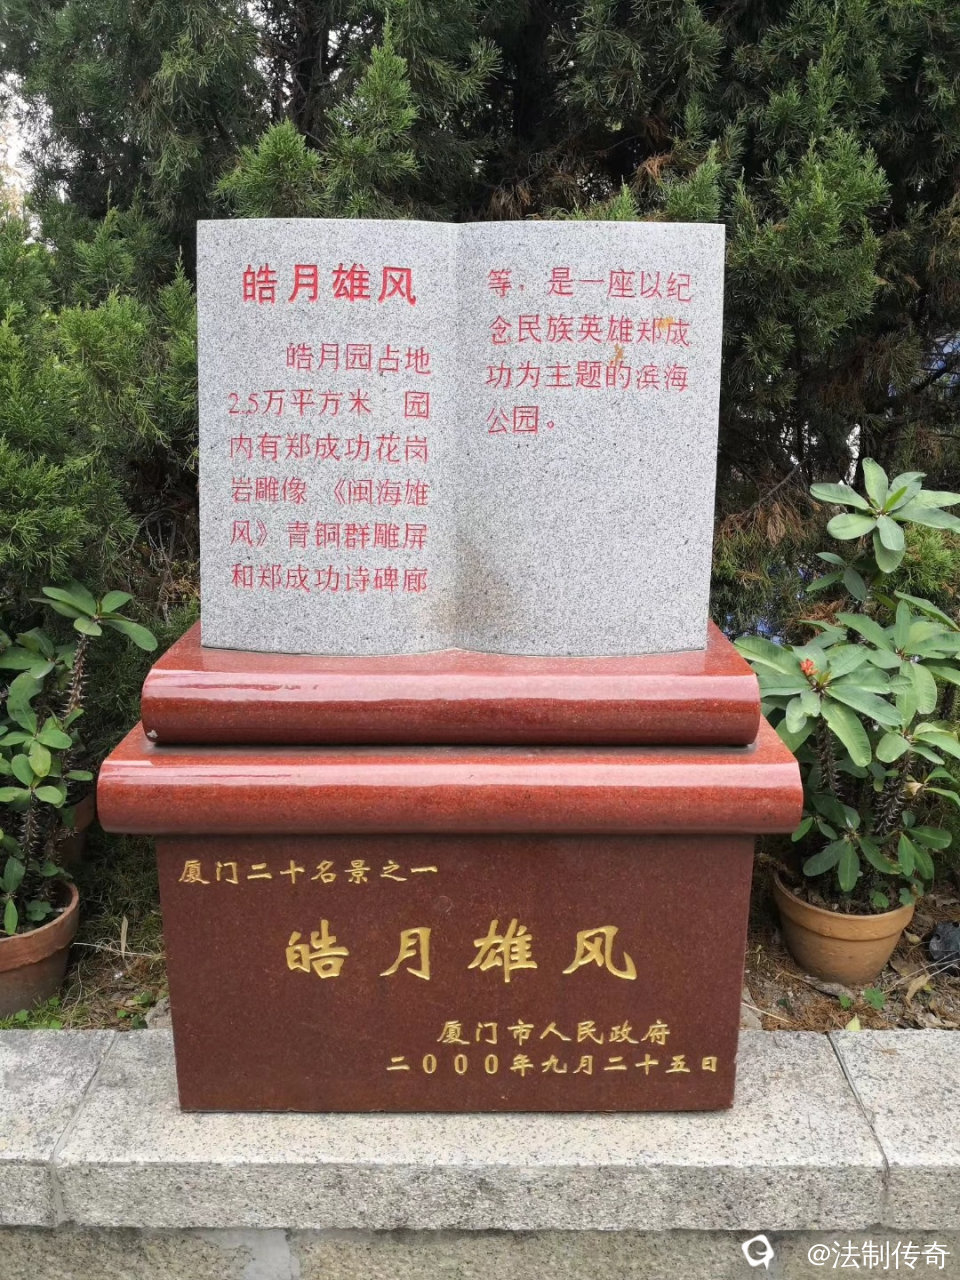 皓月雄风
皓月园占地
2.5万平方米 园
内有郑成功花岗
岩雕像 《闽海雄
风》青铜群雕屏
和郑成功诗碑廊
等，是一座以纪
念民族英雄郑成
功为主题的滨海
公园。
厦门二十名景之一
皓月雄风
厦门市人民政府
二000年九月二十五日
@法制传奇